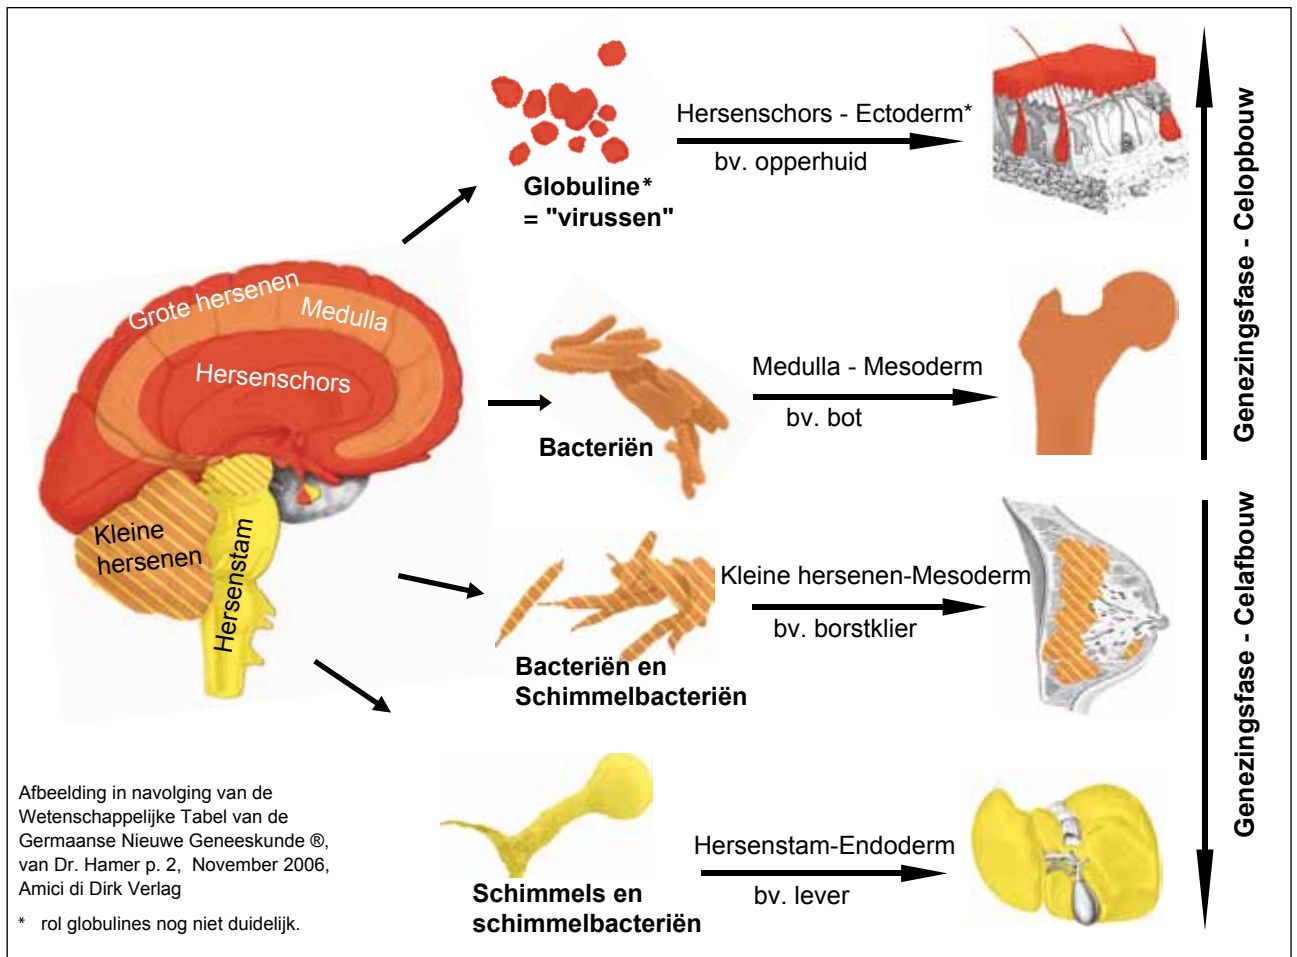 Globuline*
= "virussen"
Hersenschors - Ectoderm*
bv. opperhuid
Grote hersenen
Medulla
Hersenschors
Kleine
hersenen
Hersenstam
Bacteriën
Medulla - Mesoderm
bv. bot
Bacteriën en
Schimmelbacteriën
Kleine hersenen-Mesoderm
bv. borstklier
Schimmels en
schimmelbacteriën
Hersenstam-Endoderm
bv. lever
Genezingsfase - Celopbouw
Genezingsfase - Celafbouw
Afbeelding in navolging van de
Wetenschappelijke Tabel van de
Germaanse Nieuwe Geneeskunde ®,
van Dr. Hamer p. 2, November 2006,
Amici di Dirk Verlag
* rol globulines nog niet duidelijk.